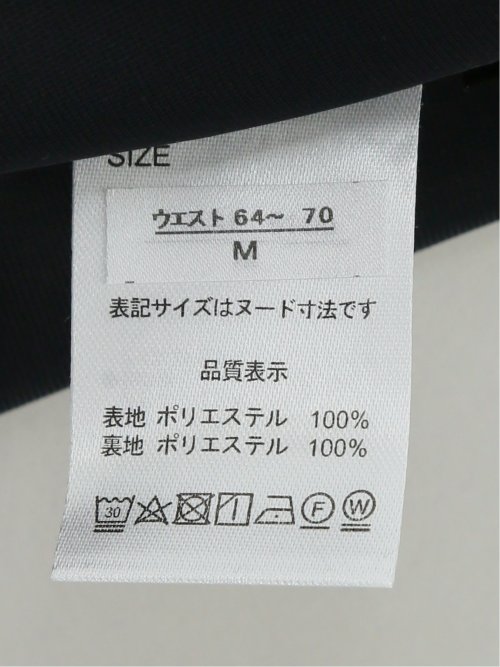 SIZE
ウエスト 64～ 70
M
表記サイズはヌード寸法です
品質表示
表地 ポリエステル 100%
裏地 ポリエステル 100%
30 F W